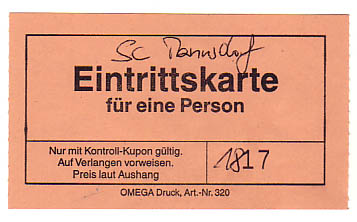 SC Mannsdorf
Eintrittskarte
für eine Person
Nur mit Kontroll-Kupon gültig.
Auf Verlangen vorweisen.
Preis laut Aushang
1817
OMEGA Druck, Art.-Nr. 320